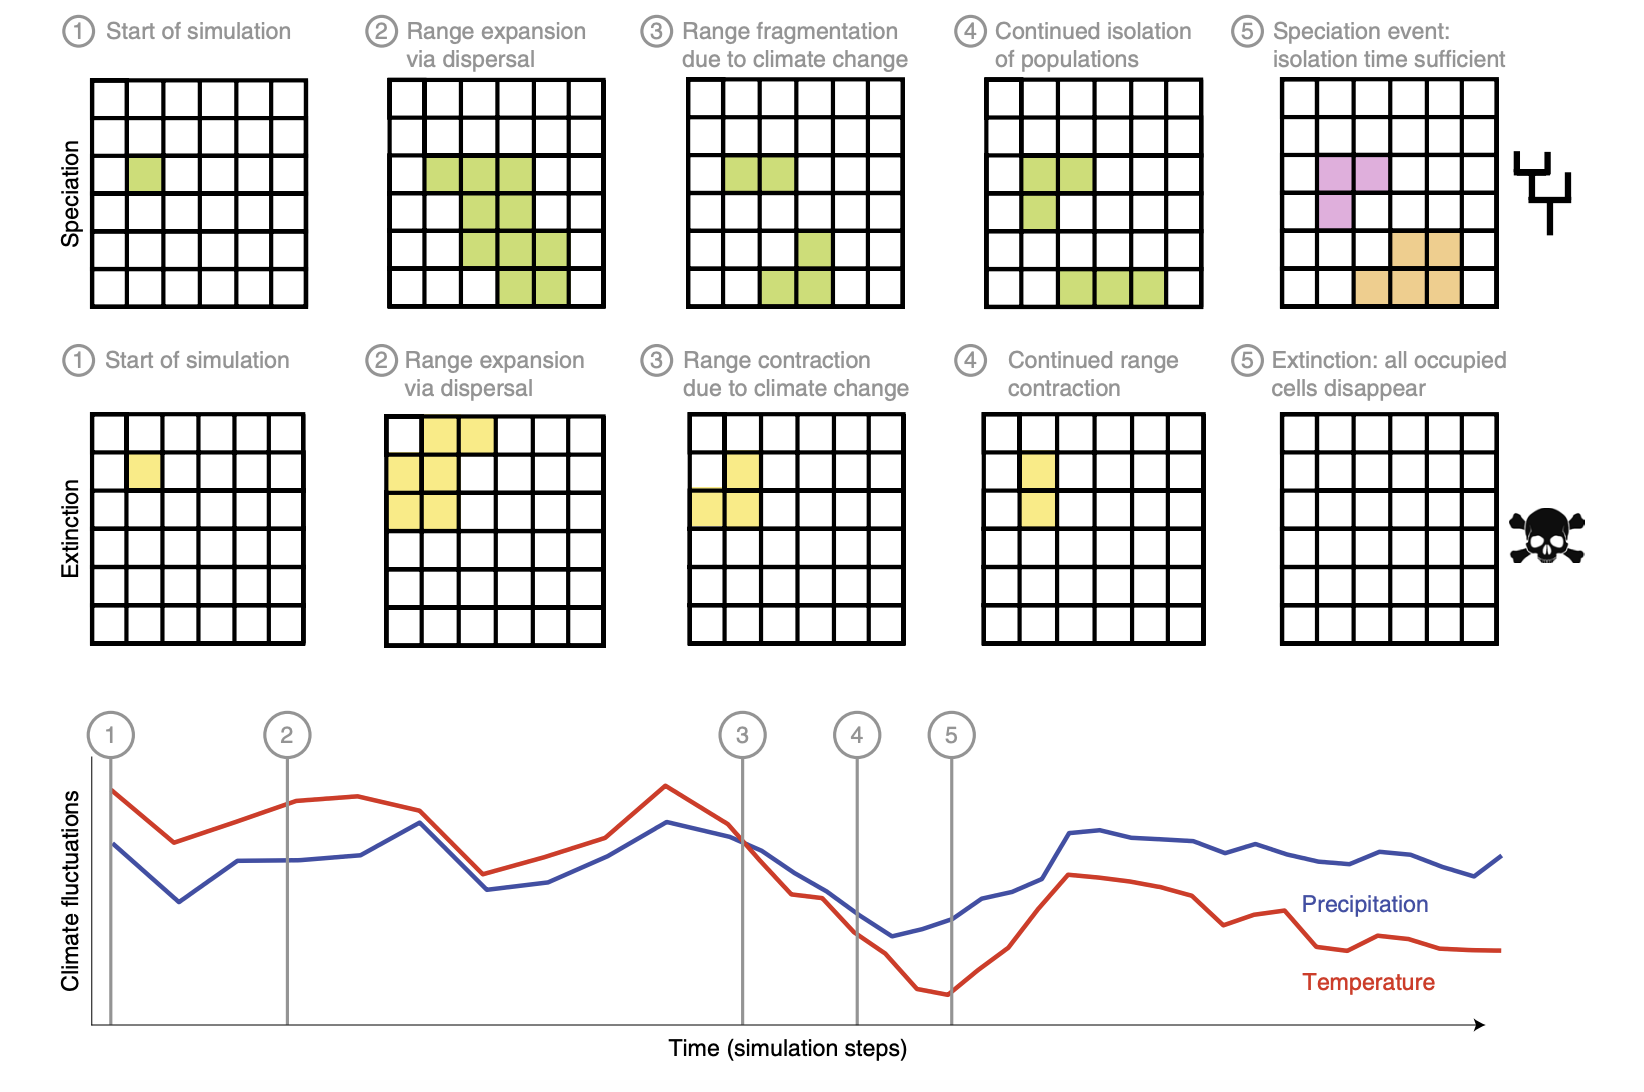 1 Start of simulation
2 Range expansion
via dispersal
3 Range fragmentation
due to climate change
4 Continued isolation
of populations
5 Speciation event:
isolation time sufficient
Speciation
1 Start of simulation
2 Range expansion
via dispersal
3 Range contraction
due to climate change
4 Continued range
contraction
5 Extinction: all occupied
cells disappear
Extinction
1 2 3 4 5
Climate fluctuations
Precipitation
Temperature
Time (simulation steps)